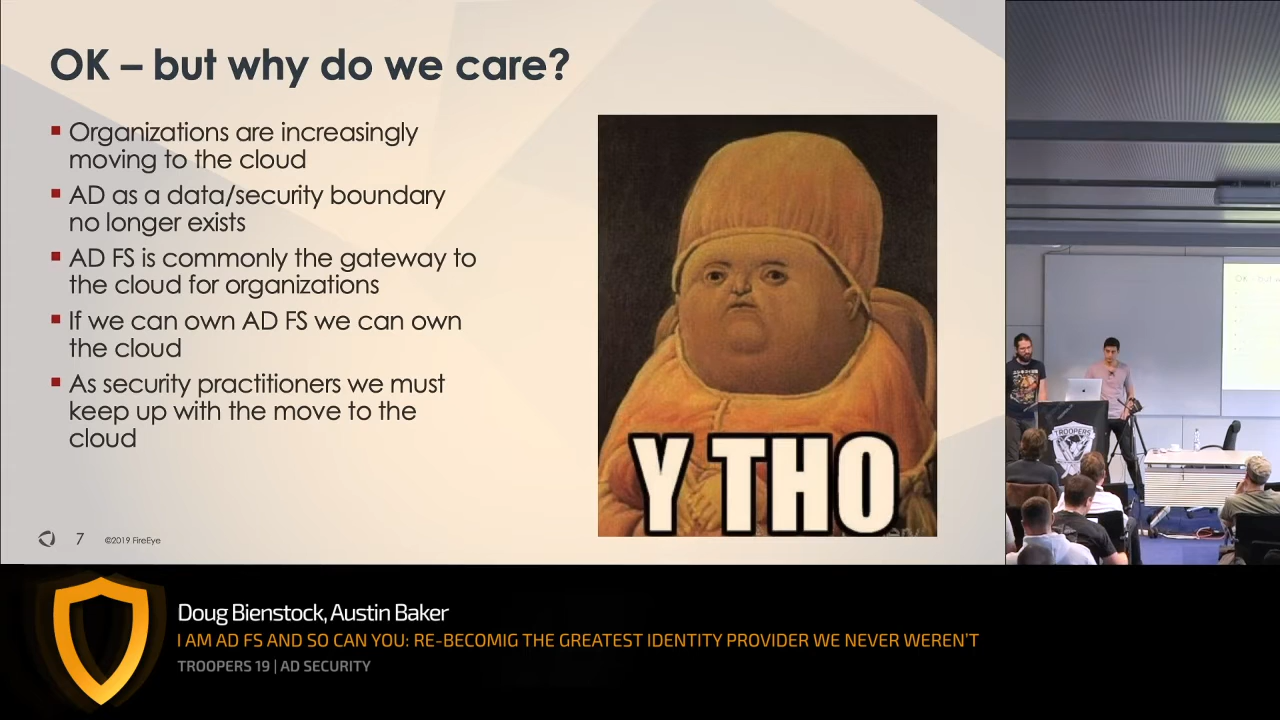 OK – but why do we care?
▪ Organizations are increasingly
moving to the cloud
▪ AD as a data/security boundary
no longer exists
▪ AD FS is commonly the gateway to
the cloud for organizations
▪ If we can own AD FS we can own
the cloud
▪ As security practitioners we must
keep up with the move to the
cloud
Y THO
7 ©2019 FireEye
TROOPERS
Doug Bienstock, Austin Baker
I AM AD FS AND SO CAN YOU: RE-BECOMIG THE GREATEST IDENTITY PROVIDER WE NEVER WEREN'T
TROOPERS 19 | AD SECURITY